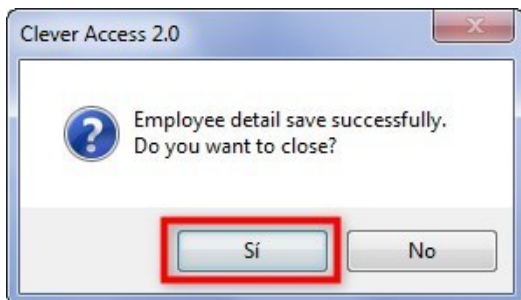 Clever Access 2.0
Employee detail save successfully.
Do you want to close?
Sí
No